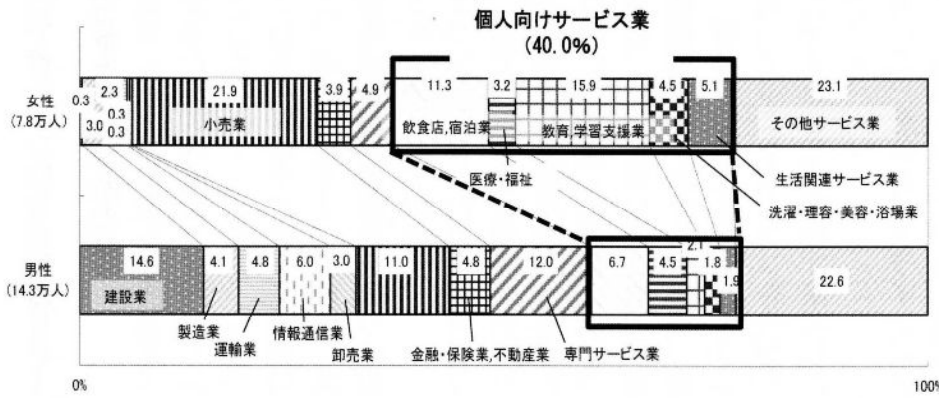 個人向けサービス業
(40.0%)
女性
(7.8万人)
0.3
3.0
2.3
0.3
0.3
21.9
小売業
3.9
4.9
11.3
飲食店,宿泊業
3.2
15.9
教育,学習支援業
4.5
5.1
23.1
その他サービス業
医療・福祉
生活関連サービス業
洗濯・理容・美容・浴場業
男性
(14.3万人)
14.6
建設業
4.1
4.8
6.0
3.0
11.0
4.8
12.0
6.7
4.5
2.1
1.8
1.9
22.6
製造業
運輸業
情報通信業
卸売業
金融・保険業,不動産業
専門サービス業
0%
100%